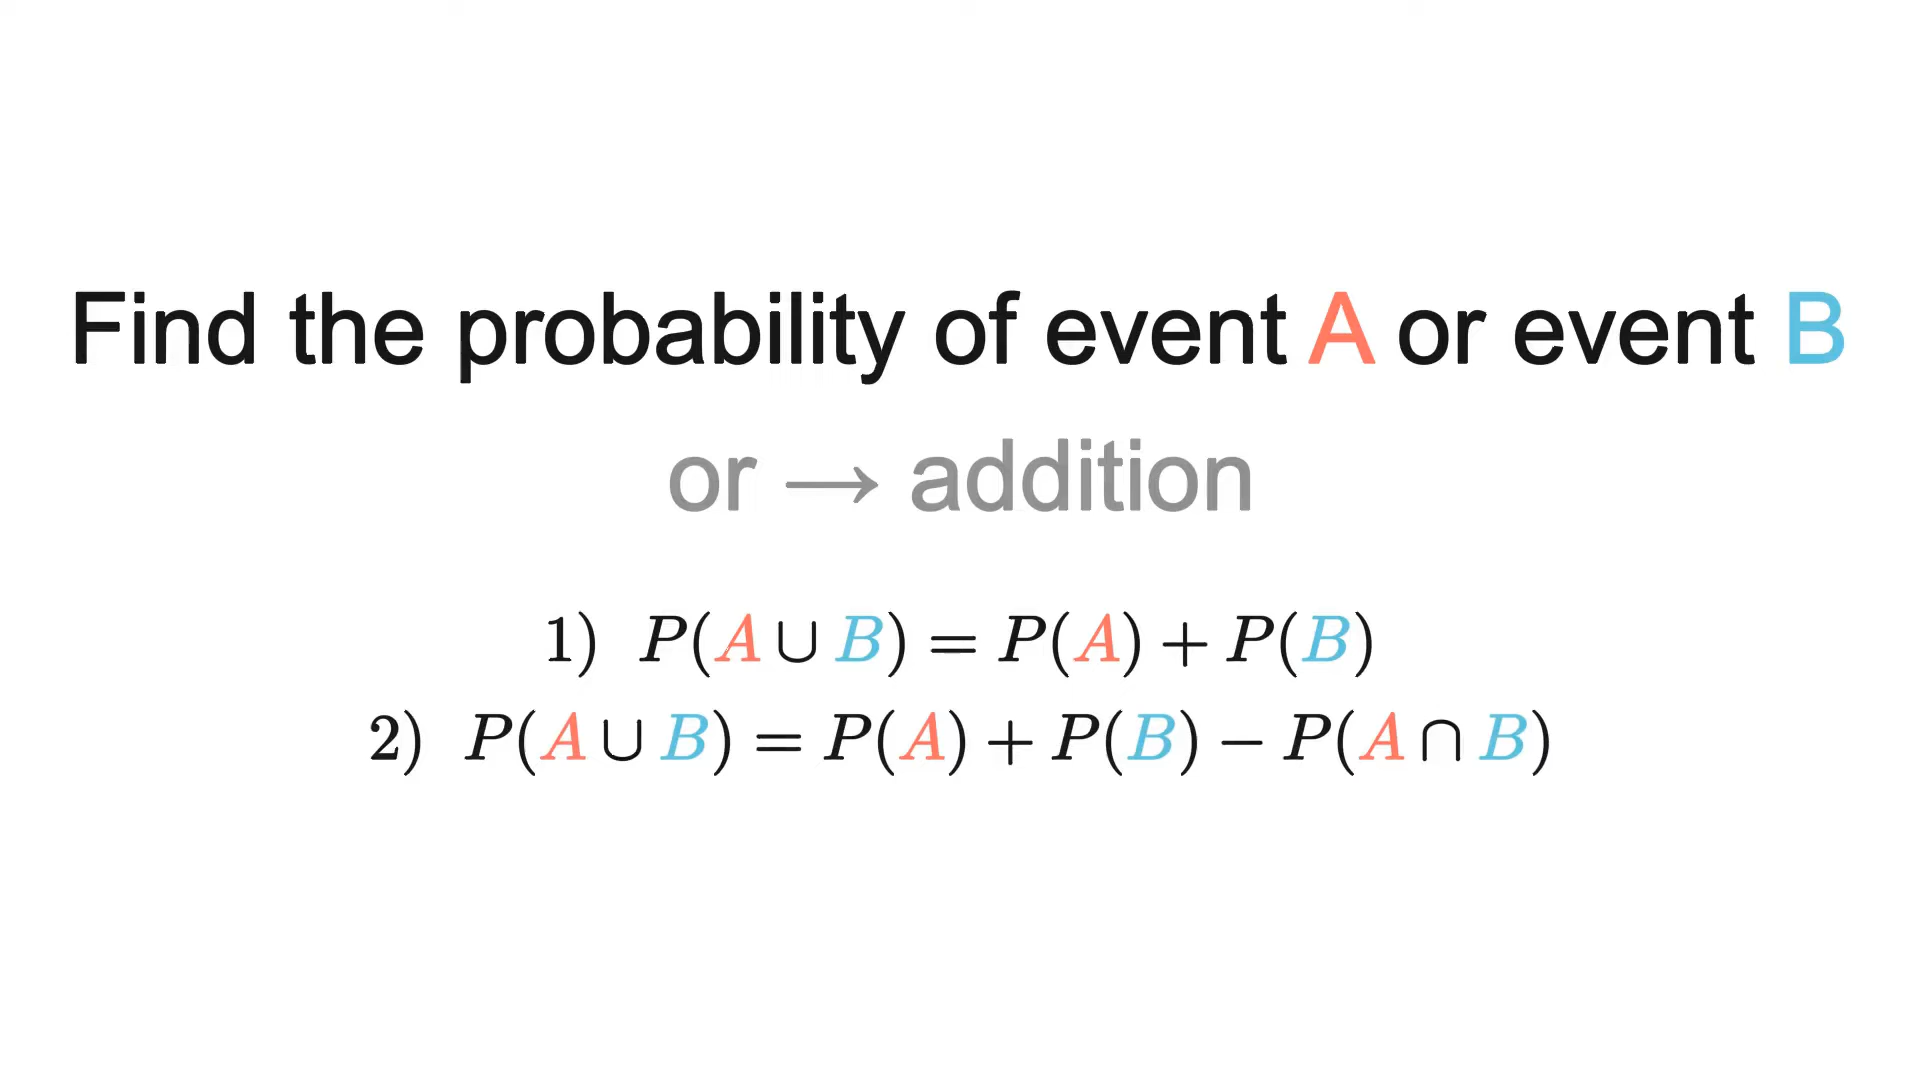 Find the probability of event A or event B
or → addition
1) P(A ∪ B) = P(A) + P(B)
2) P(A ∪ B) = P(A) + P(B) − P(A ∩ B)